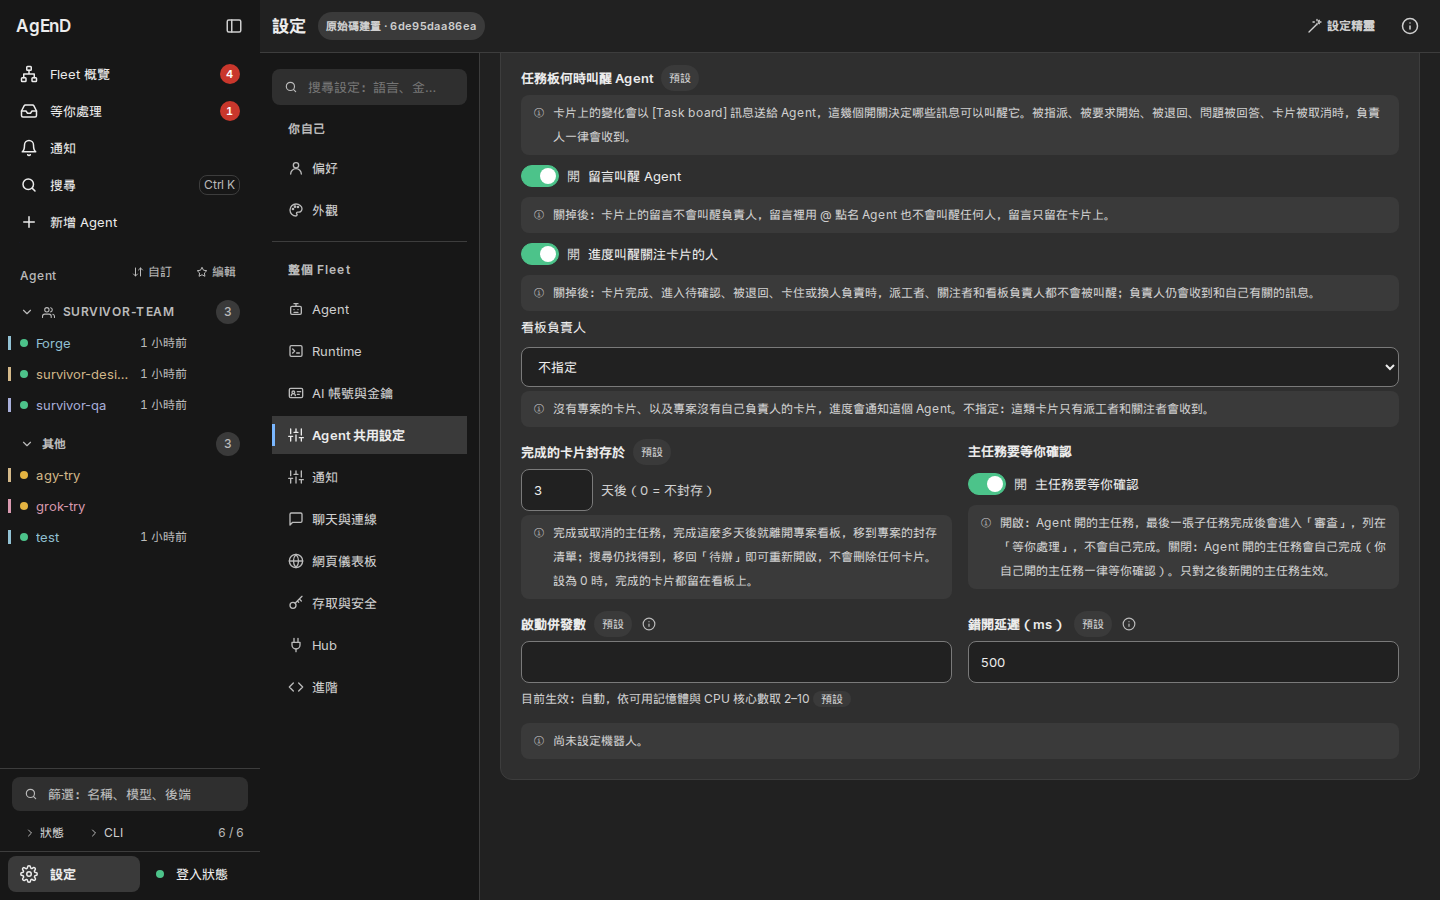 AgEnD
Fleet 概覽 4
等你處理 1
通知
搜尋 Ctrl K
新增 Agent
Agent 自訂 編輯
SURVIVOR-TEAM 3
Forge 1 小時前
survivor-desi... 1 小時前
survivor-qa 1 小時前
其他 3
agy-try
grok-try
test 1 小時前
篩選：名稱、模型、後端
狀態 CLI 6 / 6
設定 登入狀態
設定 原始碼建置 · 6de95daa86ea 設定精靈
搜尋設定：語言、金...
你自己
偏好
外觀
整個 Fleet
Agent
Runtime
AI 帳號與金鑰
Agent 共用設定
通知
聊天與連線
網頁儀表板
存取與安全
Hub
進階
任務板何時叫醒 Agent 預設
卡片上的變化會以 [Task board] 訊息送給 Agent，這幾個開關決定哪些訊息可以叫醒它。被指派、被要求開始、被退回、問題被回答、卡片被取消時，負責
人一律會收到。
開 留言叫醒 Agent
關掉後：卡片上的留言不會叫醒負責人，留言裡用 @ 點名 Agent 也不會叫醒任何人，留言只留在卡片上。
開 進度叫醒關注卡片的人
關掉後：卡片完成、進入待確認、被退回、卡住或換人負責時，派工者、關注者和看板負責人都不會被叫醒；負責人仍會收到和自己有關的訊息。
看板負責人
不指定
沒有專案的卡片、以及專案沒有自己負責人的卡片，進度會通知這個 Agent。不指定：這類卡片只有派工者和關注者會收到。
完成的卡片封存於 預設
3 天後（0 = 不封存）
完成或取消的主任務，完成這麼多天後就離開專案看板，移到專案的封存
清單；搜尋仍找得到，移回「待辦」即可重新開啟，不會刪除任何卡片。
設為 0 時，完成的卡片都留在看板上。
主任務要等你確認
開 主任務要等你確認
開啟：Agent 開的主任務，最後一張子任務完成後會進入「審查」，列在
「等你處理」，不會自己完成。關閉：Agent 開的主任務會自己完成（你
自己開的主任務一律等你確認）。只對之後新開的主任務生效。
啟動併發數 預設
目前生效：自動，依可用記憶體與 CPU 核心數取 2–10 預設
錯開延遲（ms） 預設
500
尚未設定機器人。